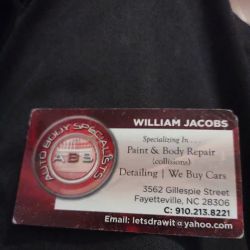 WILLIAM JACOBS
AUTO BODY SPECIALISTS
ABS
Specializing In
Paint & Body Repair
(collissions)
Detailing | We Buy Cars
3562 Gillespie Street
Fayetteville, NC 28306
C: 910.213.8221
Email: letsdrawit@yahoo.com